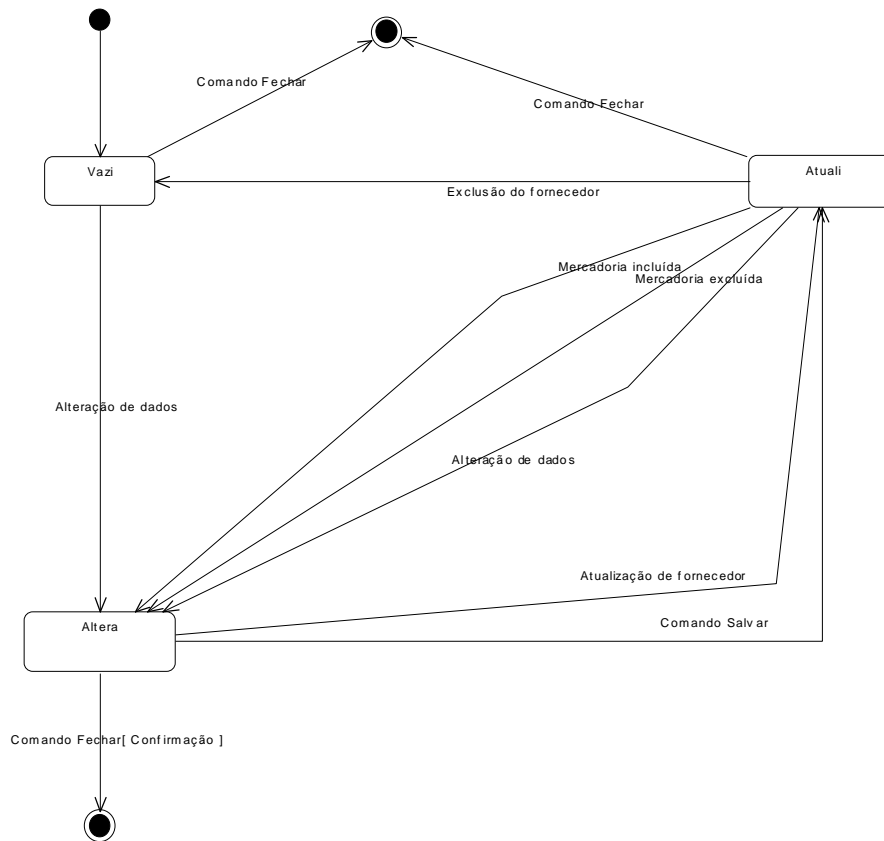 Comando Fechar
Comando Fechar
Vazi
Atuali
Exclusão do fornecedor
Mercadoria incluída
Mercadoria excluída
Alteração de dados
Alteração de dados
Atualização de fornecedor
Comando Salvar
Altera
Comando Fechar[ Confirmação ]